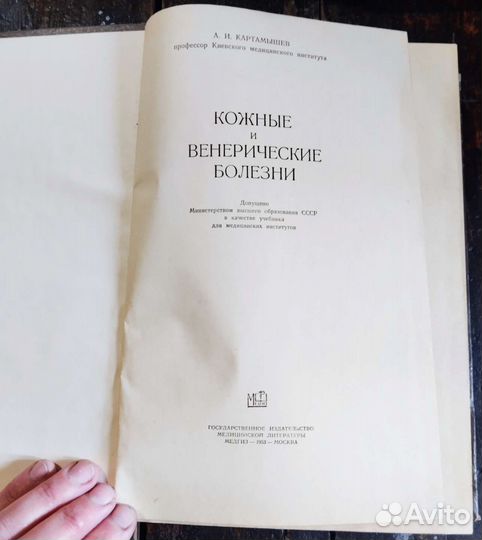 А. И. КАРТАМЫШЕВ
профессор Киевского медицинского института
КОЖНЫЕ
И
ВЕНЕРИЧЕСКИЕ
БОЛЕЗНИ
Допущено
Министерством высшего образования СССР
в качестве учебника
для медицинских институтов
ГОСУДАРСТВЕННОЕ ИЗДАТЕЛЬСТВО
МЕДИЦИНСКОЙ ЛИТЕРАТУРЫ
МЕДГИЗ — 1953 — МОСКВА
Avito